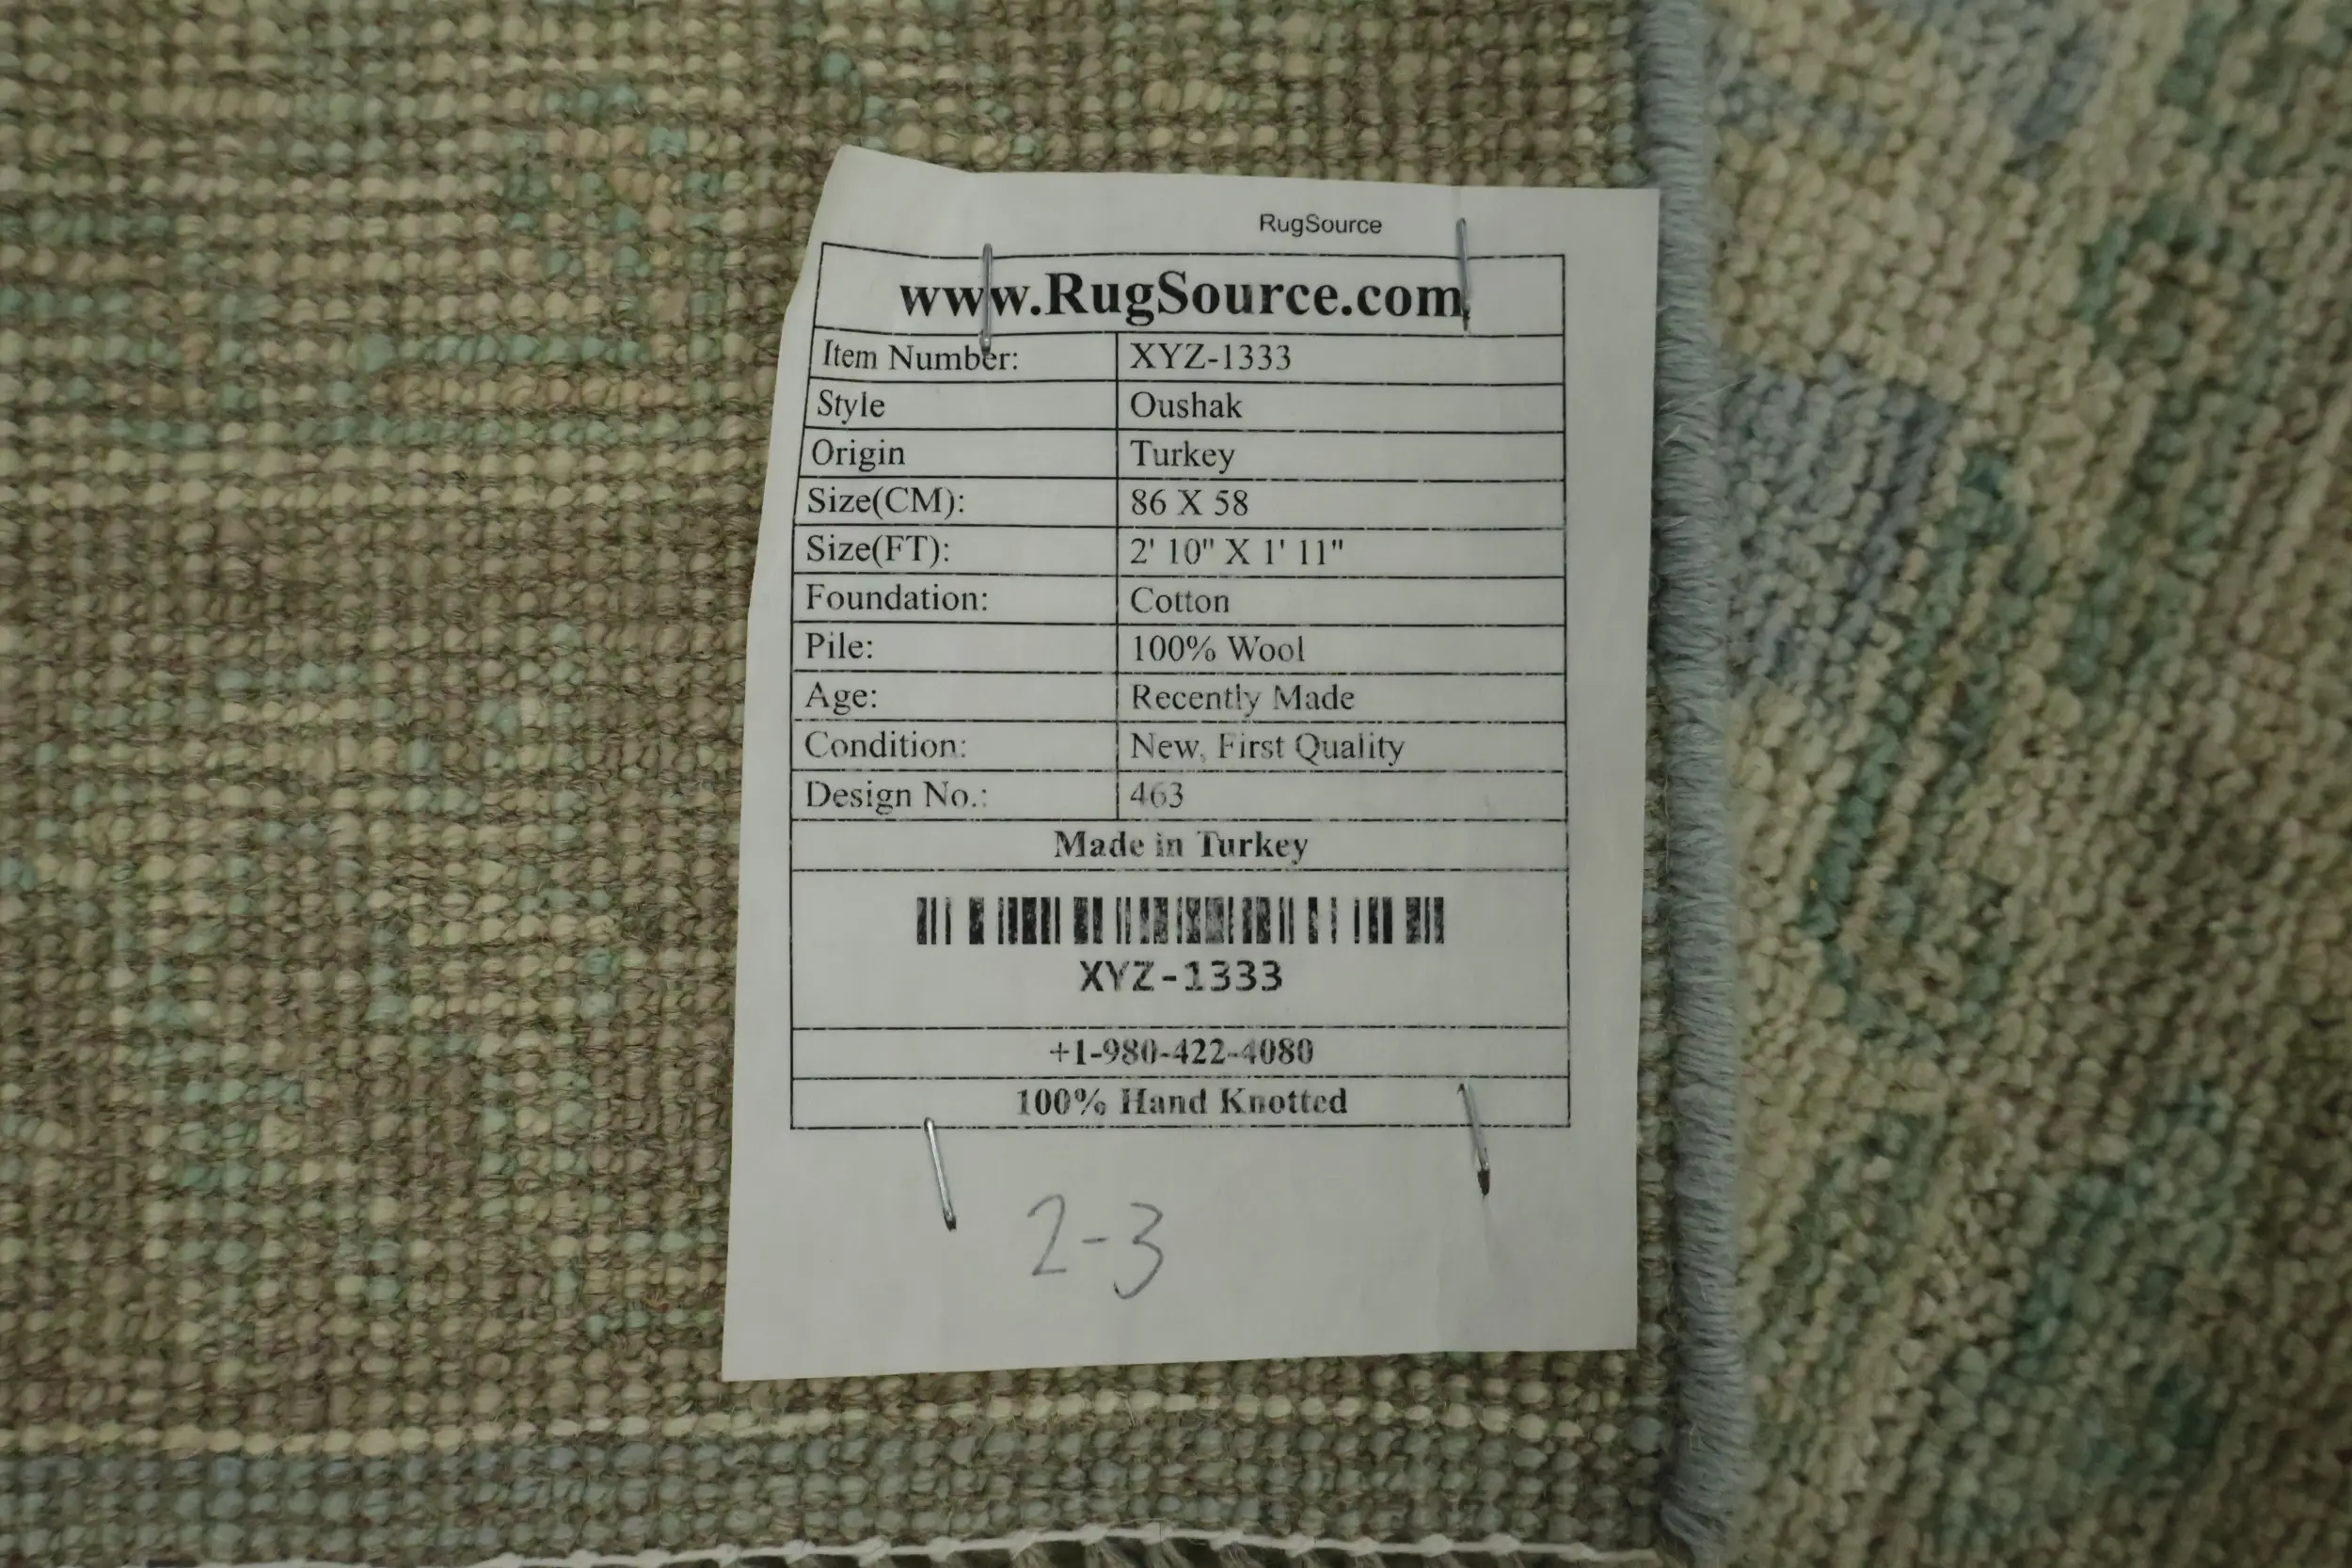 RugSource
www.RugSource.com
Item Number: XYZ-1333
Style Oushak
Origin Turkey
Size(CM): 86 X 58
Size(FT): 2' 10" X 1' 11"
Foundation: Cotton
Pile: 100% Wool
Age: Recently Made
Condition: New, First Quality
Design No.: 463
Made in Turkey
XYZ-1333
+1-980-422-4080
100% Hand Knotted
2-3